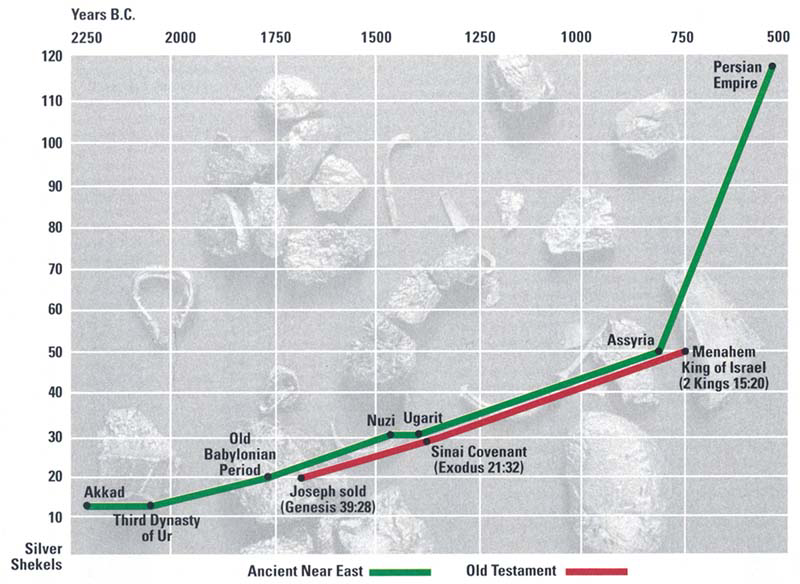 Years B.C.
2250 2000 1750 1500 1250 1000 750 500
120
Persian
Empire
110
100
90
80
70
60
Assyria
50
Menahem
King of Israel
(2 Kings 15:20)
40
Nuzi Ugarit
30
Old
Babylonian
Period
Sinai Covenant
(Exodus 21:32)
20
Akkad
Joseph sold
(Genesis 39:28)
10
Third Dynasty
of Ur
Silver
Shekels
Ancient Near East Old Testament